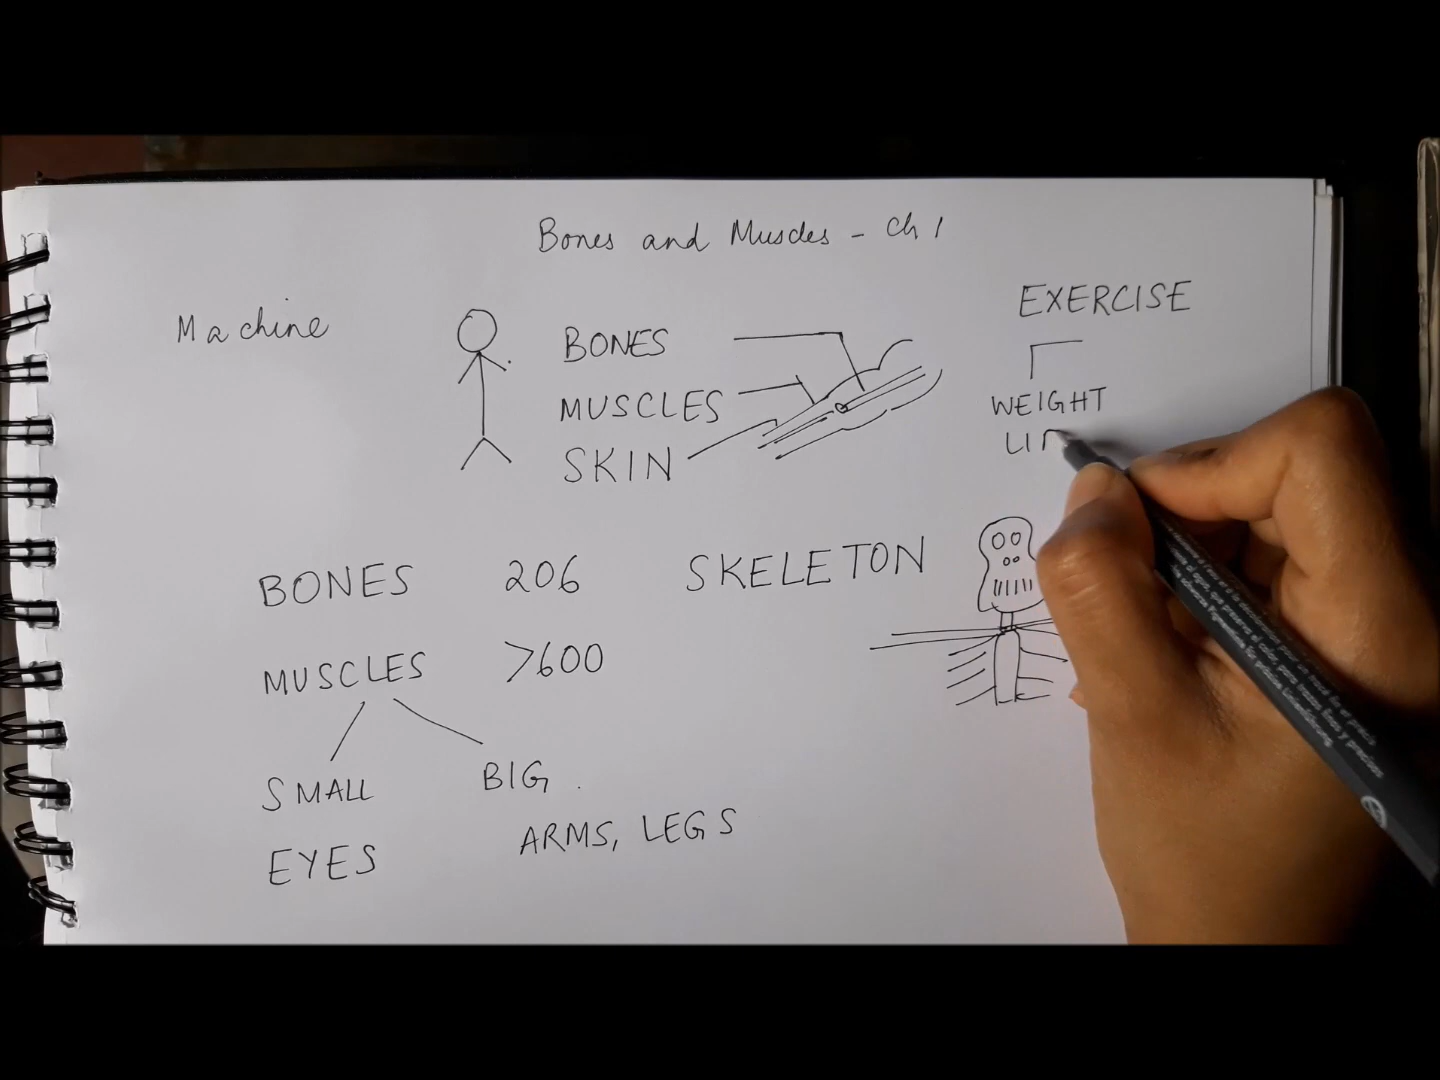 Bones and Muscles - Ch 1
Machine
BONES
MUSCLES
SKIN
EXERCISE
WEIGHT
BONES 206
SKELETON
MUSCLES >600
SMALL
BIG
EYES
ARMS, LEGS